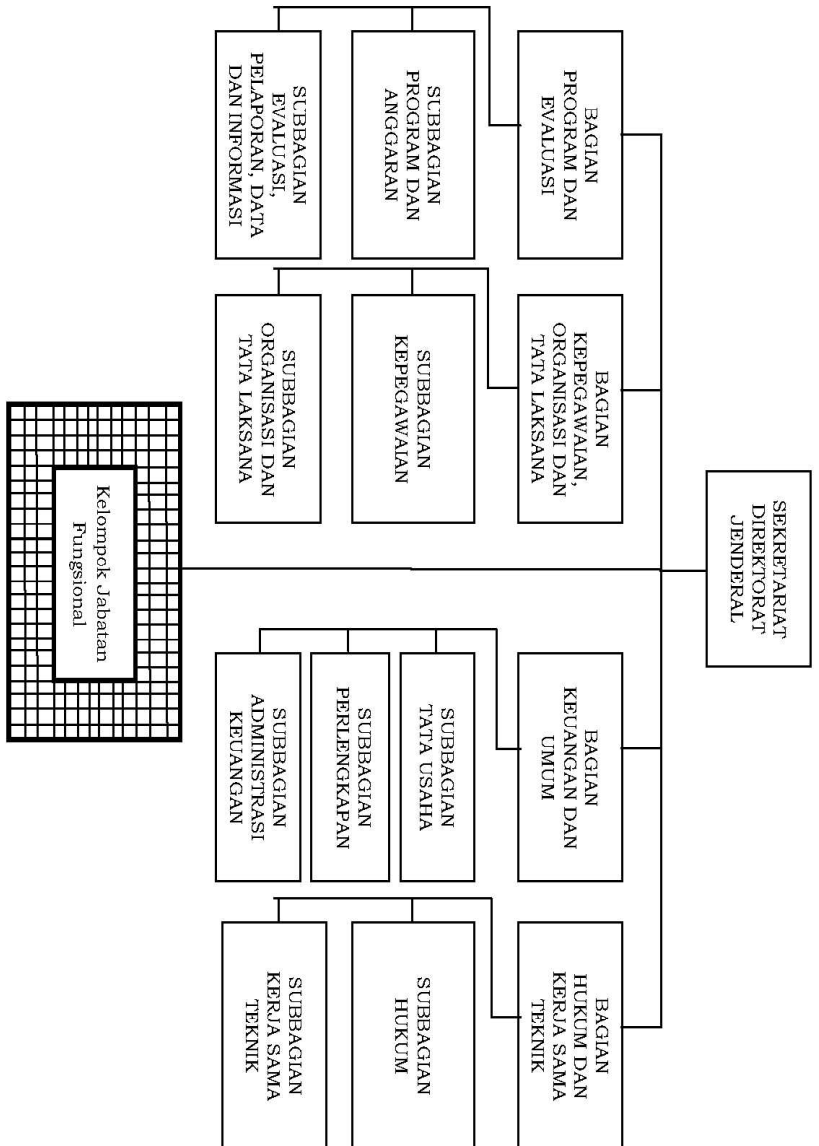 SEKRETARIAT
DIREKTORAT
JENDERAL
BAGIAN
PROGRAM DAN
EVALUASI
BAGIAN
KEPEGAWAIAN,
ORGANISASI DAN
TATA LAKSANA
BAGIAN
KEUANGAN DAN
UMUM
BAGIAN
HUKUM DAN
KERJA SAMA
TEKNIK
SUBBAGIAN
PROGRAM DAN
ANGGARAN
SUBBAGIAN
KEPEGAWAIAN
SUBBAGIAN
TATA USAHA
SUBBAGIAN
HUKUM
SUBBAGIAN
PERLENGKAPAN
SUBBAGIAN
EVALUASI,
PELAPORAN, DATA
DAN INFORMASI
SUBBAGIAN
ORGANISASI DAN
TATA LAKSANA
SUBBAGIAN
ADMINISTRASI
KEUANGAN
SUBBAGIAN
KERJA SAMA
TEKNIK
Kelompok Jabatan
Fungsional